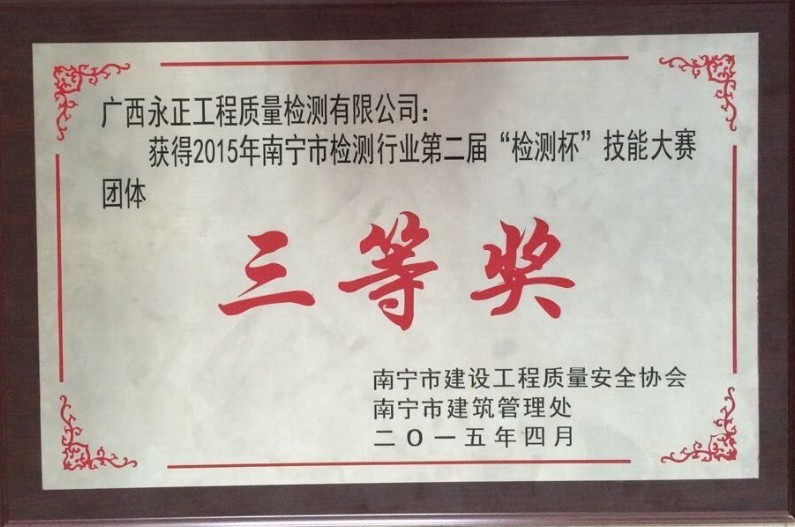 广西永正工程质量检测有限公司：
获得2015年南宁市检测行业第二届“检测杯”技能大赛
团体
三等奖
南宁市建设工程质量安全协会
南宁市建筑管理处
二〇一五年四月